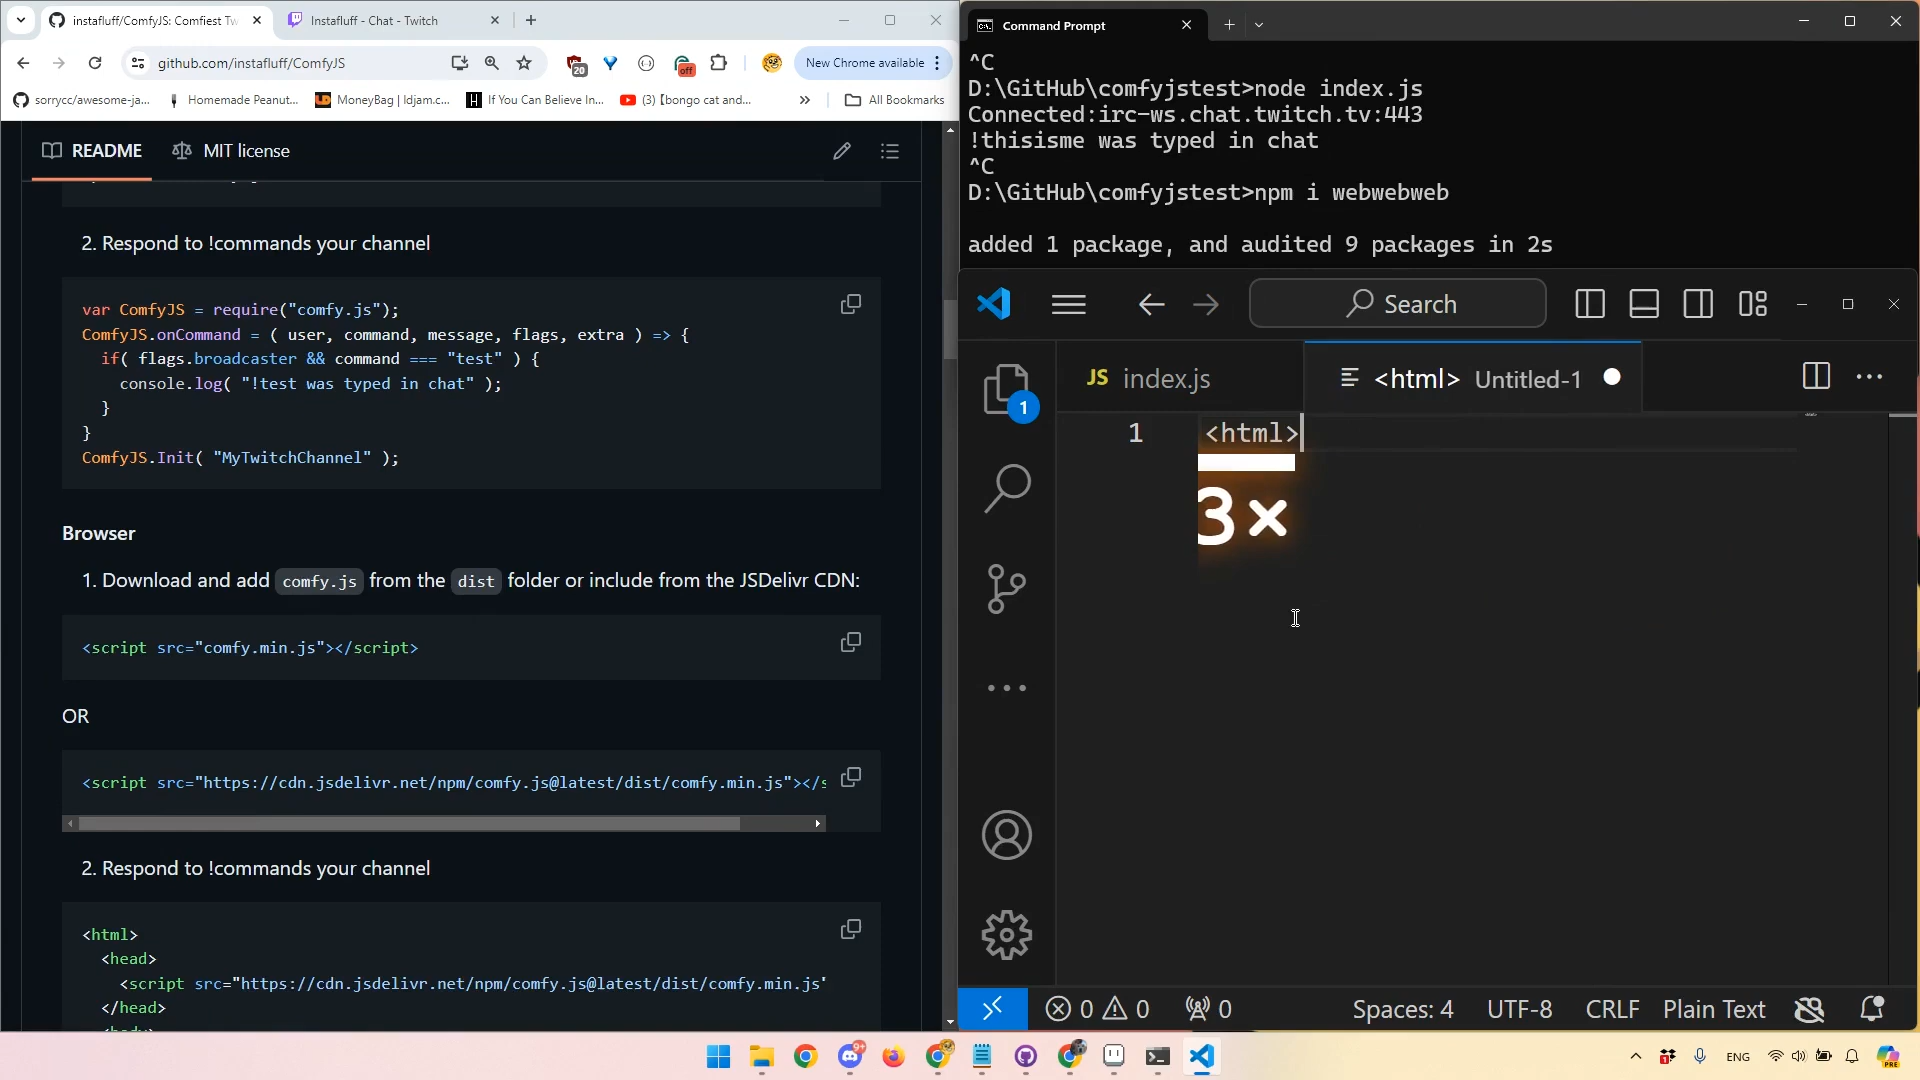 instafluff/ComfyJS: Comfiest Tw
Instafluff - Chat - Twitch
github.com/instafluff/ComfyJS
20
off
New Chrome available
sorrycc/awesome-ja...
Homemade Peanut...
MoneyBag | ldjam.c...
If You Can Believe In...
(3)【bongo cat and...
»
All Bookmarks
README
MIT license
2. Respond to !commands your channel
var ComfyJS = require("comfy.js");
ComfyJS.onCommand = ( user, command, message, flags, extra ) => {
if( flags.broadcaster && command === "test" ) {
console.log( "!test was typed in chat" );
}
}
ComfyJS.Init( "MyTwitchChannel" );
Browser
1. Download and add comfy.js from the dist folder or include from the JSDelivr CDN:
<script src="comfy.min.js"></script>
OR
<script src="https://cdn.jsdelivr.net/npm/comfy.js@latest/dist/comfy.min.js"></s
2. Respond to !commands your channel
<html>
<head>
<script src="https://cdn.jsdelivr.net/npm/comfy.js@latest/dist/comfy.min.js"
</head>
Command Prompt
^C
D:\GitHub\comfyjstest>node index.js
Connected:irc-ws.chat.twitch.tv:443
!thisisme was typed in chat
^C
D:\GitHub\comfyjstest>npm i webwebweb
added 1 package, and audited 9 packages in 2s
Search
JS index.js
<html> Untitled-1
1
1 <html>
3×
0 0
0
Spaces: 4
UTF-8
CRLF
Plain Text
9+
1
ENG
PRE